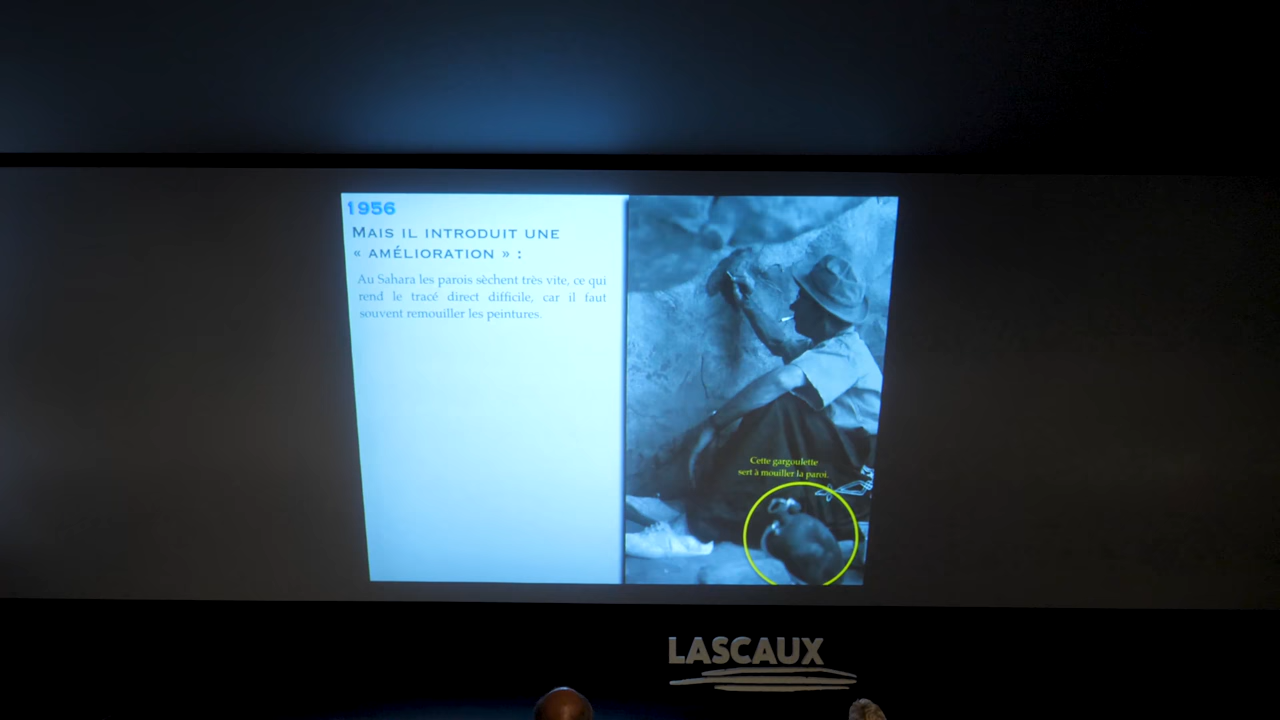 1956
Mais il introduit une
« amélioration » :
Au Sahara les parois sèchent très vite, ce qui
rend le tracé direct difficile, car il faut
souvent remouiller les peintures.
Cette gargoulette
sert à mouiller la paroi.
LASCAUX